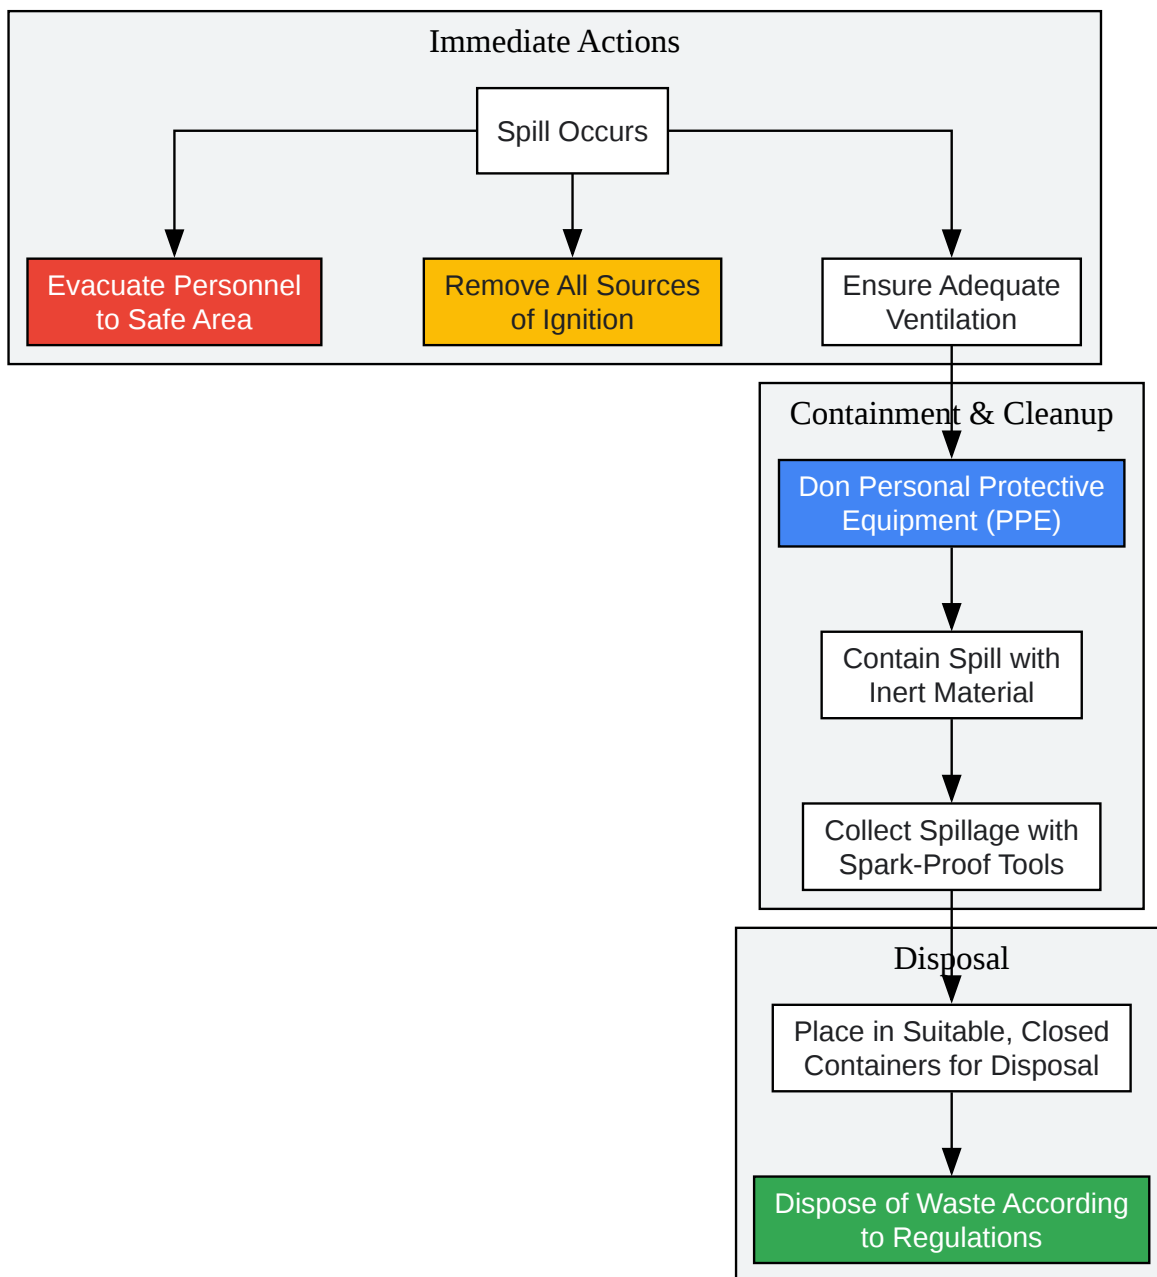 Immediate Actions
Spill Occurs
Evacuate Personnel
to Safe Area
Remove All Sources
of Ignition
Ensure Adequate
Ventilation
Containment & Cleanup
Don Personal Protective
Equipment (PPE)
Contain Spill with
Inert Material
Collect Spillage with
Spark-Proof Tools
Disposal
Place in Suitable, Closed
Containers for Disposal
Dispose of Waste According
to Regulations